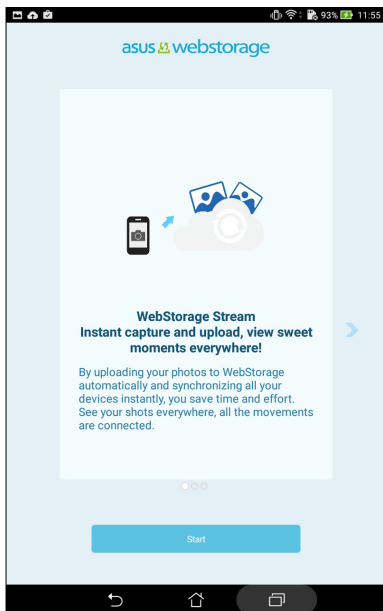 93% 11:55
asus webstorage
WebStorage Stream
Instant capture and upload, view sweet
moments everywhere!
By uploading your photos to WebStorage
automatically and synchronizing all your
devices instantly, you save time and effort.
See your shots everywhere, all the movements
are connected.
Start